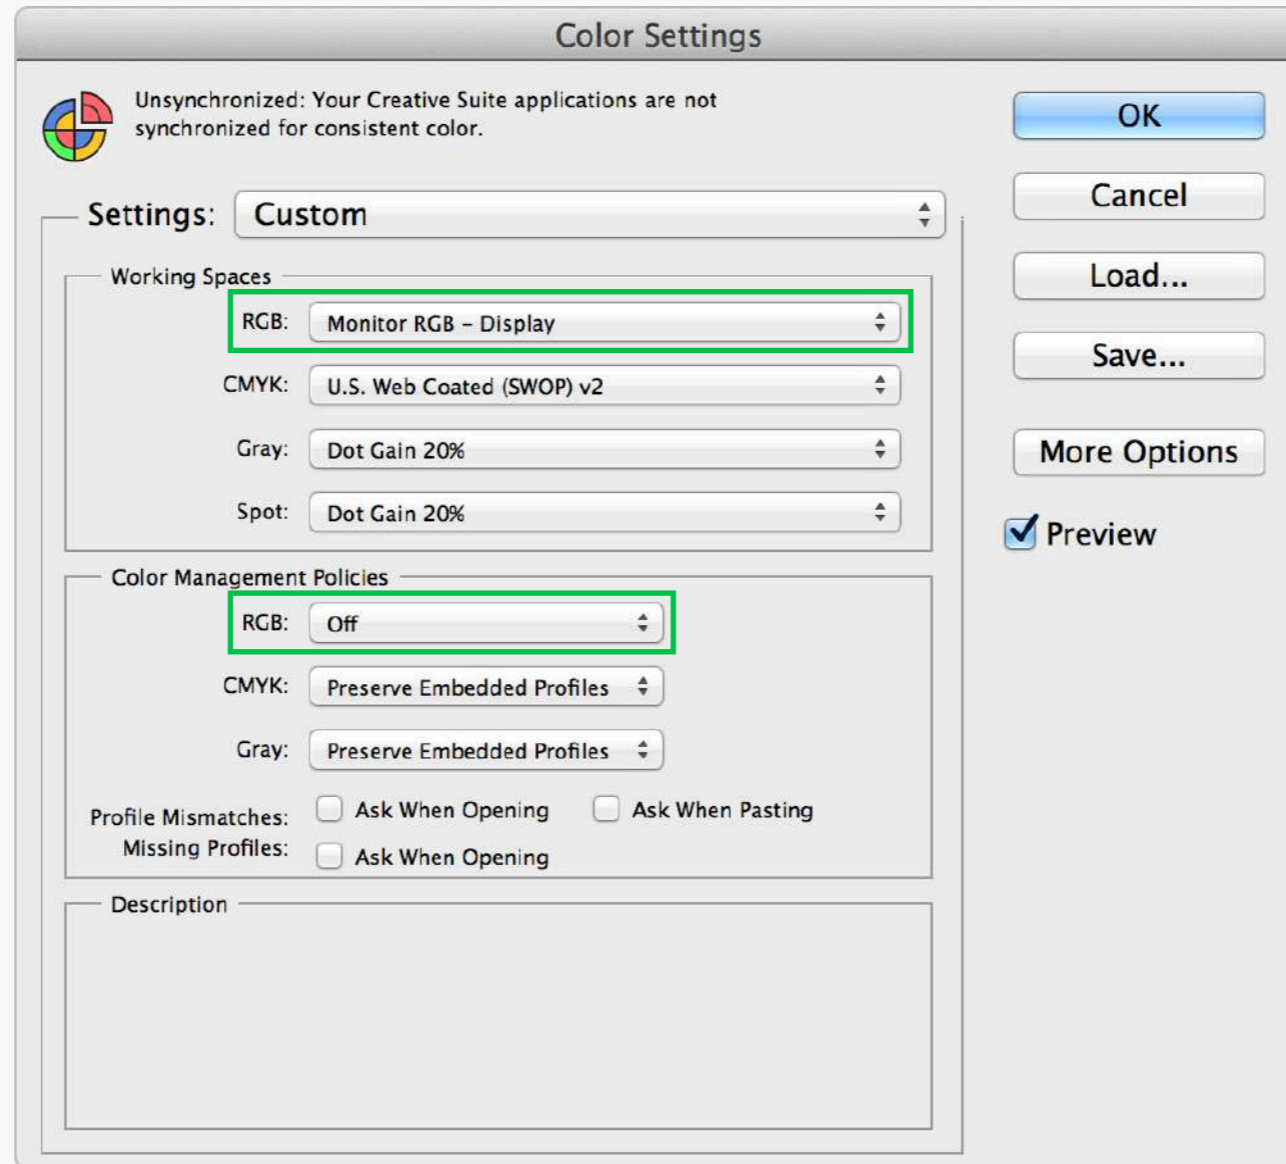 Color Settings
Unsynchronized: Your Creative Suite applications are not
synchronized for consistent color.
OK
Cancel
Load...
Save...
More Options
Preview
Settings: Custom
Working Spaces
RGB: Monitor RGB – Display
CMYK: U.S. Web Coated (SWOP) v2
Gray: Dot Gain 20%
Spot: Dot Gain 20%
Color Management Policies
RGB: Off
CMYK: Preserve Embedded Profiles
Gray: Preserve Embedded Profiles
Profile Mismatches: Ask When Opening Ask When Pasting
Missing Profiles: Ask When Opening
Description